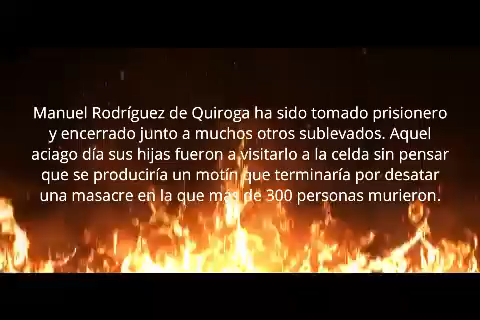 Manuel Rodríguez de Quiroga ha sido tomado prisionero
y encerrado junto a muchos otros sublevados. Aquel
aciago día sus hijas fueron a visitarlo a la celda sin pensar
que se produciría un motín que terminaría por desatar
una masacre en la que más de 300 personas murieron.